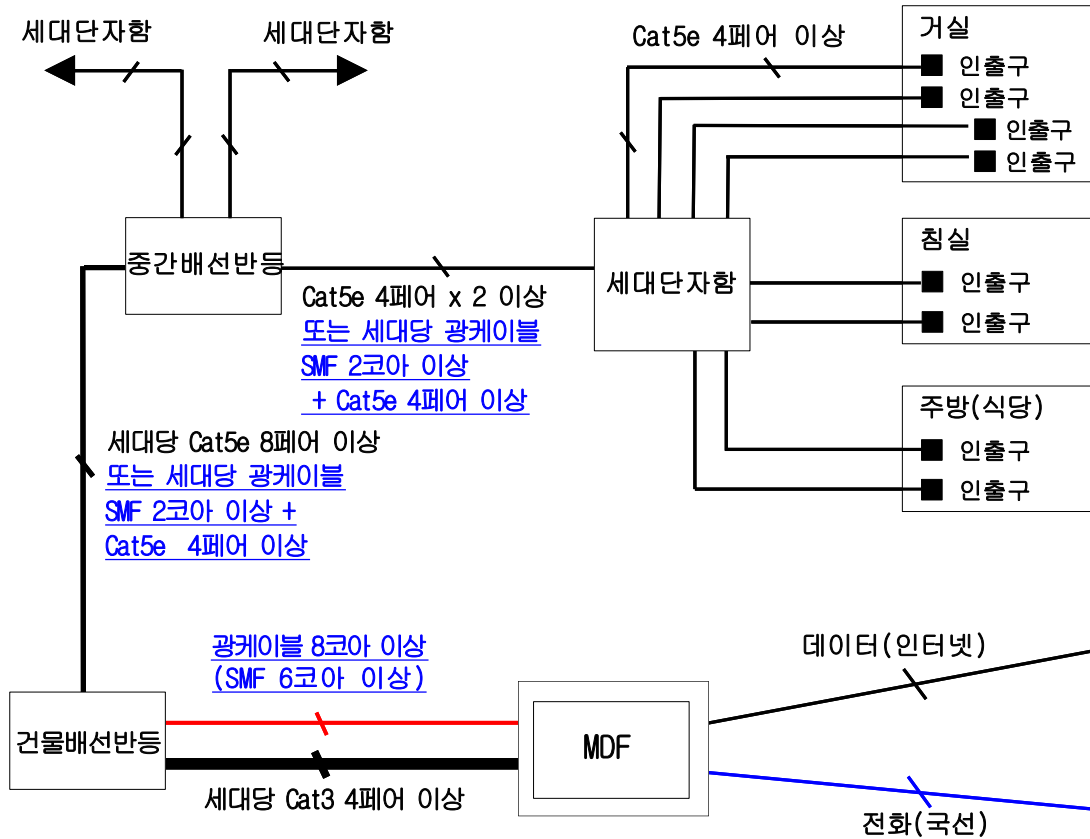 세대단자함
세대단자함
Cat5e 4페어 이상
거실
인출구
인출구
인출구
인출구
중간배선반등
세대단자함
침실
인출구
인출구
Cat5e 4페어 x 2 이상
또는 세대당 광케이블
SMF 2코아 이상
+ Cat5e 4페어 이상
주방(식당)
인출구
인출구
세대당 Cat5e 8페어 이상
또는 세대당 광케이블
SMF 2코아 이상 +
Cat5e 4페어 이상
광케이블 8코아 이상
(SMF 6코아 이상)
데이터(인터넷)
건물배선반등
MDF
세대당 Cat3 4페어 이상
전화(국선)